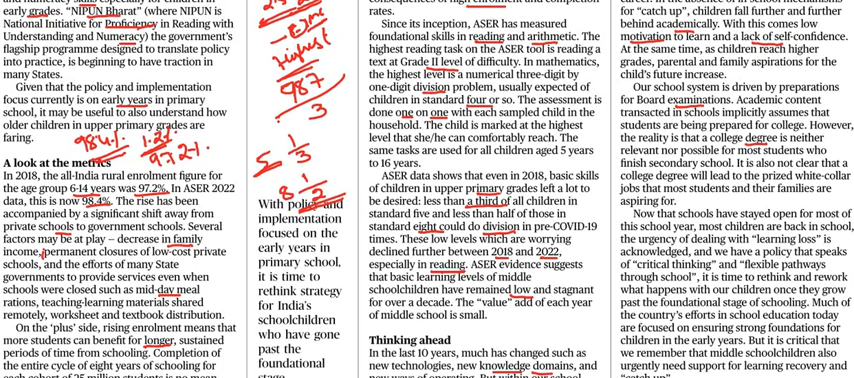 early grades. "NIPUN Bharat" (where NIPUN is
National Initiative for Proficiency in Reading with
Understanding and Numeracy) the government's
flagship programme designed to translate policy
into practice, is beginning to have traction in
many States.
Given that the policy and implementation
focus currently is on early years in primary
school, it may be useful to also understand how
older children in upper primary grades are
faring.
98.4%
1.2%
97.2%
A look at the metrics
In 2018, the all-India rural enrolment figure for
the age group 6-14 years was 97.2%. In ASER 2022
data, this is now 98.4%. The rise has been
accompanied by a significant shift away from
private schools to government schools. Several
factors may be at play – decrease in family
income, permanent closures of low-cost private
schools, and the efforts of many State
governments to provide services even when
schools were closed such as mid-day meal
rations, teaching-learning materials shared
remotely, worksheet and textbook distribution.
On the 'plus' side, rising enrolment means that
more students can benefit for longer, sustained
periods of time from schooling. Completion of
the entire cycle of eight years of schooling for
highest
987
3
5 1/3
8 1/2
With policy and
implementation
focused on the
early years in
primary school,
it is time to
rethink strategy
for India's
schoolchildren
who have gone
past the
foundational
stage
rates.
Since its inception, ASER has measured
foundational skills in reading and arithmetic. The
highest reading task on the ASER tool is reading a
text at Grade II level of difficulty. In mathematics,
the highest level is a numerical three-digit by
one-digit division problem, usually expected of
children in standard four or so. The assessment is
done one on one with each sampled child in the
household. The child is marked at the highest
level that she/he can comfortably reach. The
same tasks are used for all children aged 5 years
to 16 years.
ASER data shows that even in 2018, basic skills
of children in upper primary grades left a lot to
be desired: less than a third of all children in
standard five and less than half of those in
standard eight could do division in pre-COVID-19
times. These low levels which are worrying
declined further between 2018 and 2022,
especially in reading. ASER evidence suggests
that basic learning levels of middle
schoolchildren have remained low and stagnant
for over a decade. The "value" add of each year
of middle school is small.
Thinking ahead
In the last 10 years, much has changed such as
new technologies, new knowledge domains, and
for "catch up", children fall further and further
behind academically. With this comes low
motivation to learn and a lack of self-confidence.
At the same time, as children reach higher
grades, parental and family aspirations for the
child's future increase.
Our school system is driven by preparations
for Board examinations. Academic content
transacted in schools implicitly assumes that
students are being prepared for college. However,
the reality is that a college degree is neither
relevant nor possible for most students who
finish secondary school. It is also not clear that a
college degree will lead to the prized white-collar
jobs that most students and their families are
aspiring for.
Now that schools have stayed open for most of
this school year, most children are back in school,
the urgency of dealing with "learning loss" is
acknowledged, and we have a policy that speaks
of "critical thinking" and "flexible pathways
through school", it is time to rethink and rework
what happens with our children once they grow
past the foundational stage of schooling. Much of
the country's efforts in school education today
are focused on ensuring strong foundations for
children in the early years. But it is critical that
we remember that middle schoolchildren also
urgently need support for learning recovery and
"catch up"